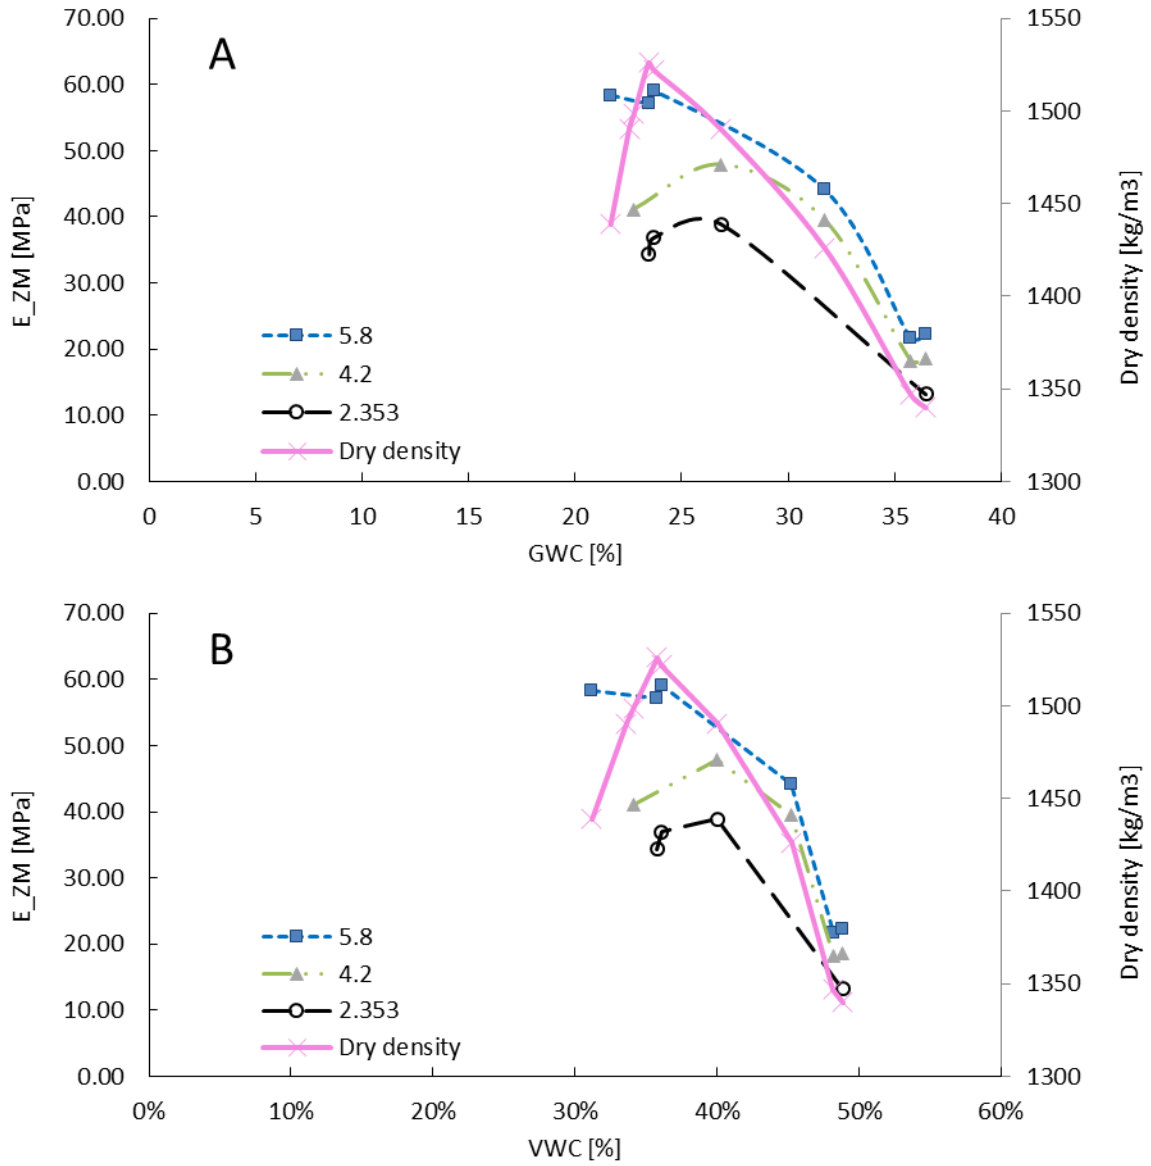 A
70.00
60.00
50.00
40.00
30.00
20.00
10.00
0.00
E_ZM [MPa]
1550
1500
1450
1400
1350
1300
Dry density [kg/m3]
5.8
4.2
2.353
Dry density
0 5 10 15 20 25 30 35 40
GWC [%]
B
70.00
60.00
50.00
40.00
30.00
20.00
10.00
0.00
E_ZM [MPa]
1550
1500
1450
1400
1350
1300
Dry density [kg/m3]
5.8
4.2
2.353
Dry density
0% 10% 20% 30% 40% 50% 60%
VWC [%]